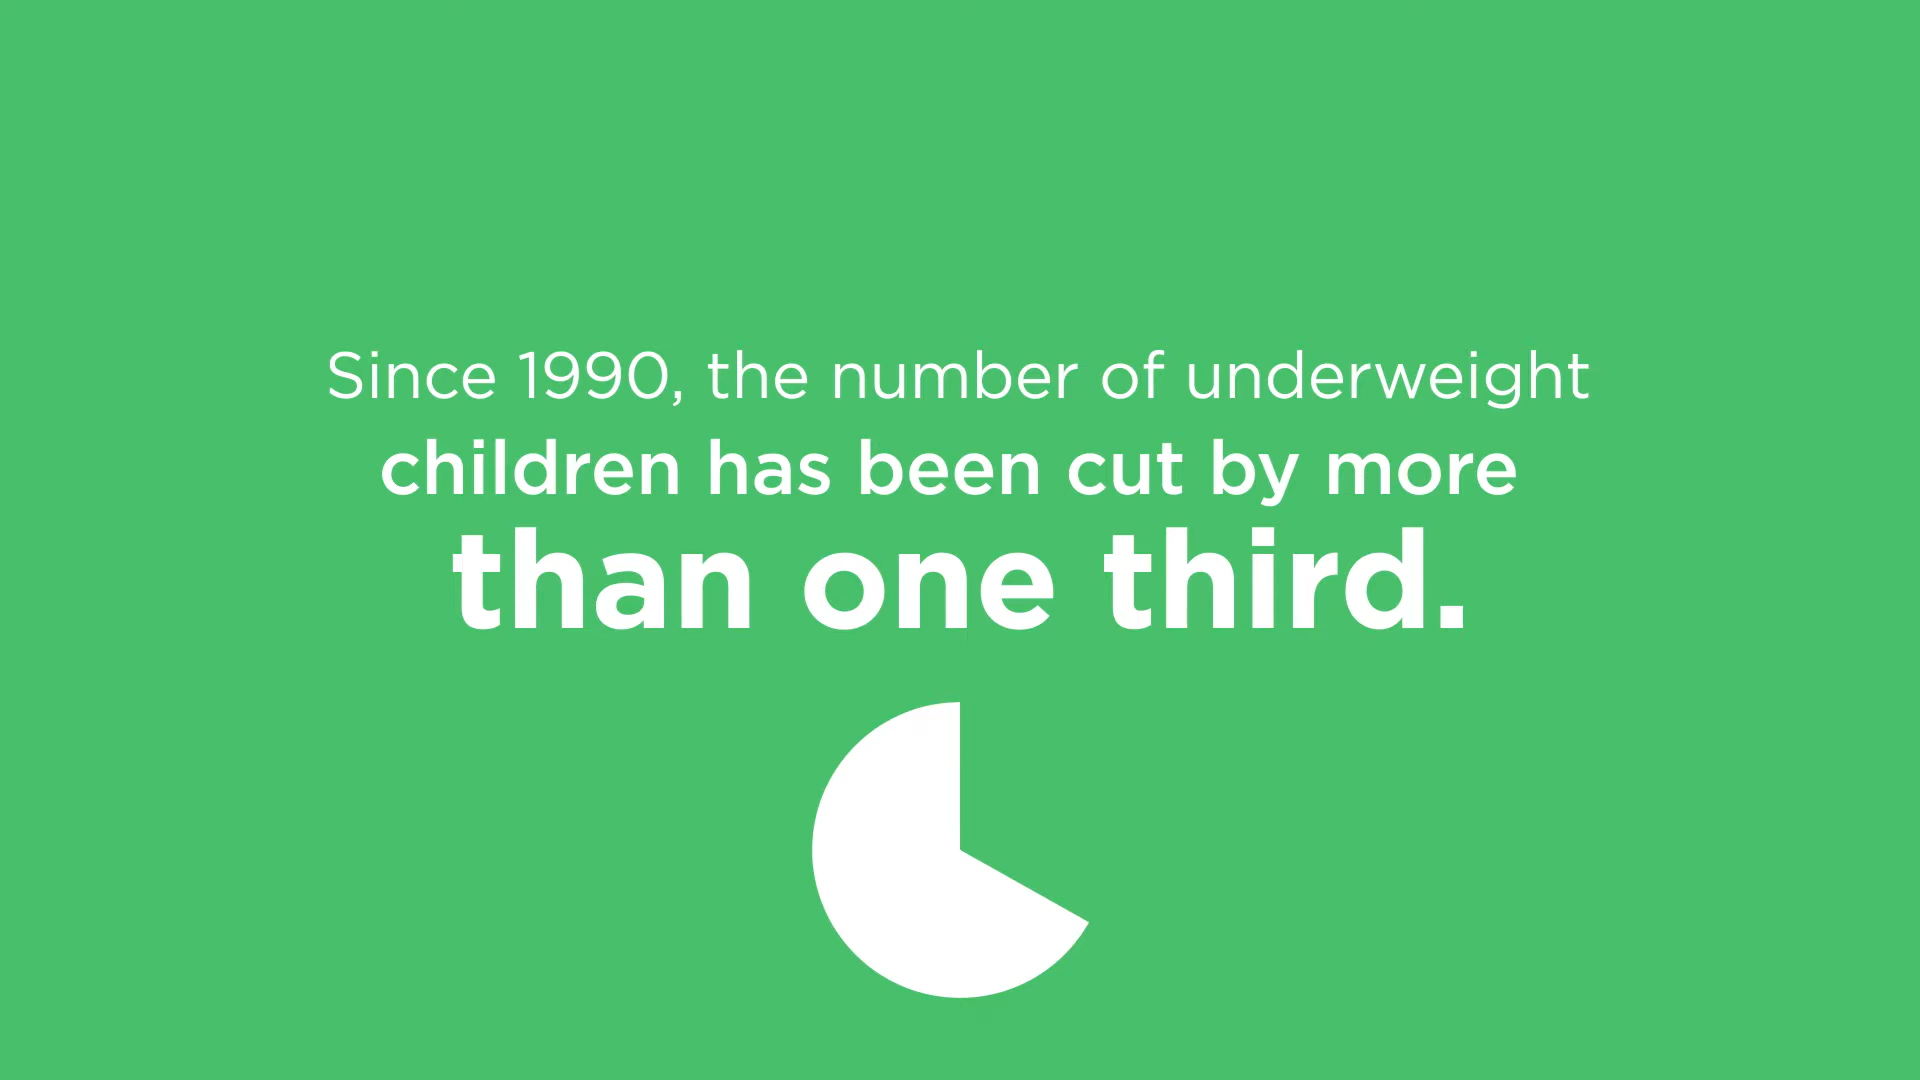 Since 1990, the number of underweight
children has been cut by more
than one third.